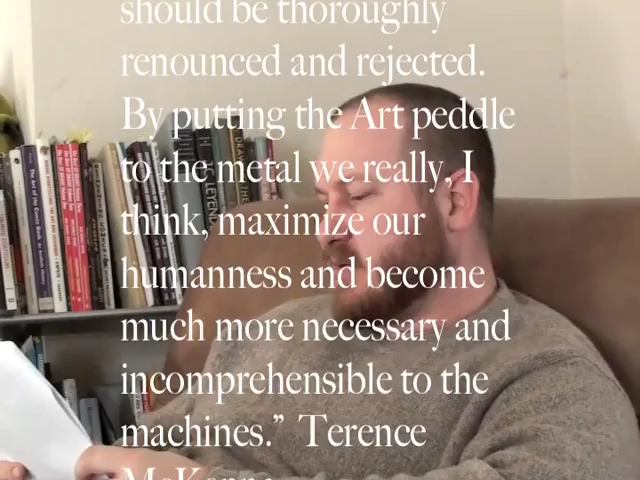 should be thoroughly
renounced and rejected.
By putting the Art peddle
to the metal we really, I
think, maximize our
humanness and become
much more necessary and
incomprehensible to the
machines.” Terence
McKenna